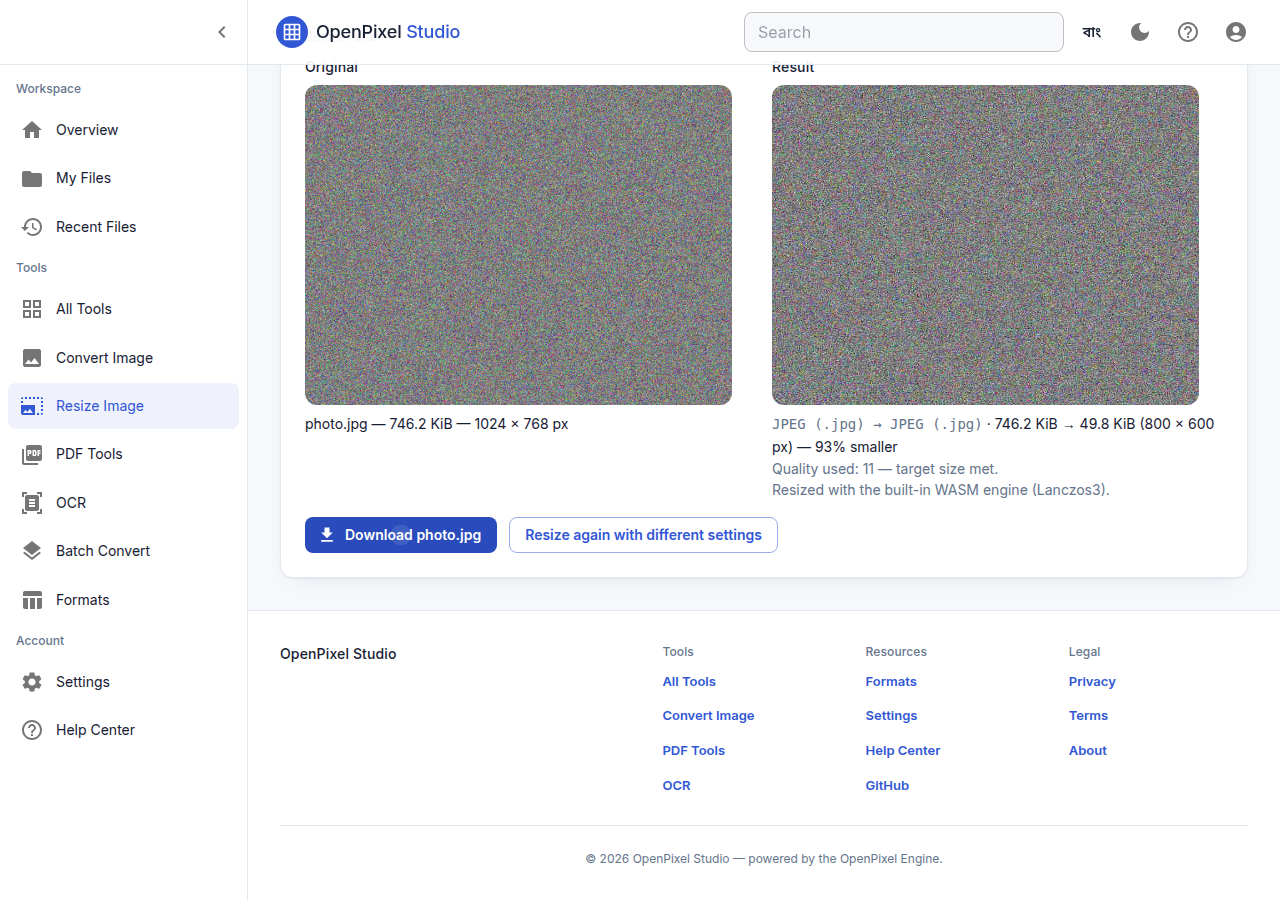 OpenPixel Studio
Search
বাং
Workspace
Overview
My Files
Recent Files
Tools
All Tools
Convert Image
Resize Image
PDF Tools
OCR
Batch Convert
Formats
Account
Settings
Help Center
Original
Result
photo.jpg — 746.2 KiB — 1024 × 768 px
JPEG (.jpg) → JPEG (.jpg) · 746.2 KiB → 49.8 KiB (800 × 600
px) — 93% smaller
Quality used: 11 — target size met.
Resized with the built-in WASM engine (Lanczos3).
Download photo.jpg
Resize again with different settings
OpenPixel Studio
Tools
All Tools
Convert Image
PDF Tools
OCR
Resources
Formats
Settings
Help Center
GitHub
Legal
Privacy
Terms
About
© 2026 OpenPixel Studio — powered by the OpenPixel Engine.